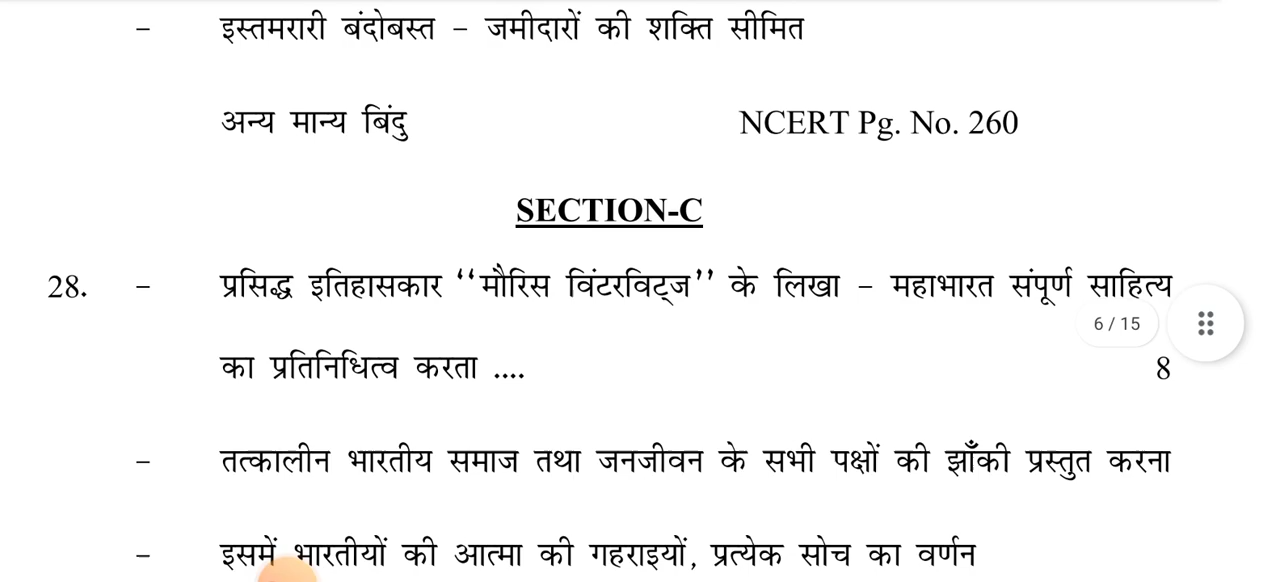 - इस्तमरारी बंदोबस्त – जमीदारों की शक्ति सीमित
अन्य मान्य बिंदु NCERT Pg. No. 260
SECTION-C
28. - प्रसिद्ध इतिहासकार ‘‘मौरिस विंटरविट्ज’’ के लिखा – महाभारत संपूर्ण साहित्य
6 / 15
का प्रतिनिधित्व करता .... 8
- तत्कालीन भारतीय समाज तथा जनजीवन के सभी पक्षों की झाँकी प्रस्तुत करना
- इसमें भारतीयों की आत्मा की गहराइयों, प्रत्येक सोच का वर्णन